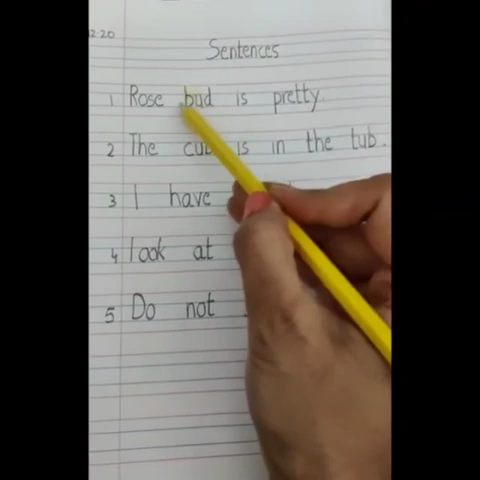 2.20
Sentences
1 Rose bud is pretty.
2 The cub is in the tub.
3 I have
4 look at
5 Do not